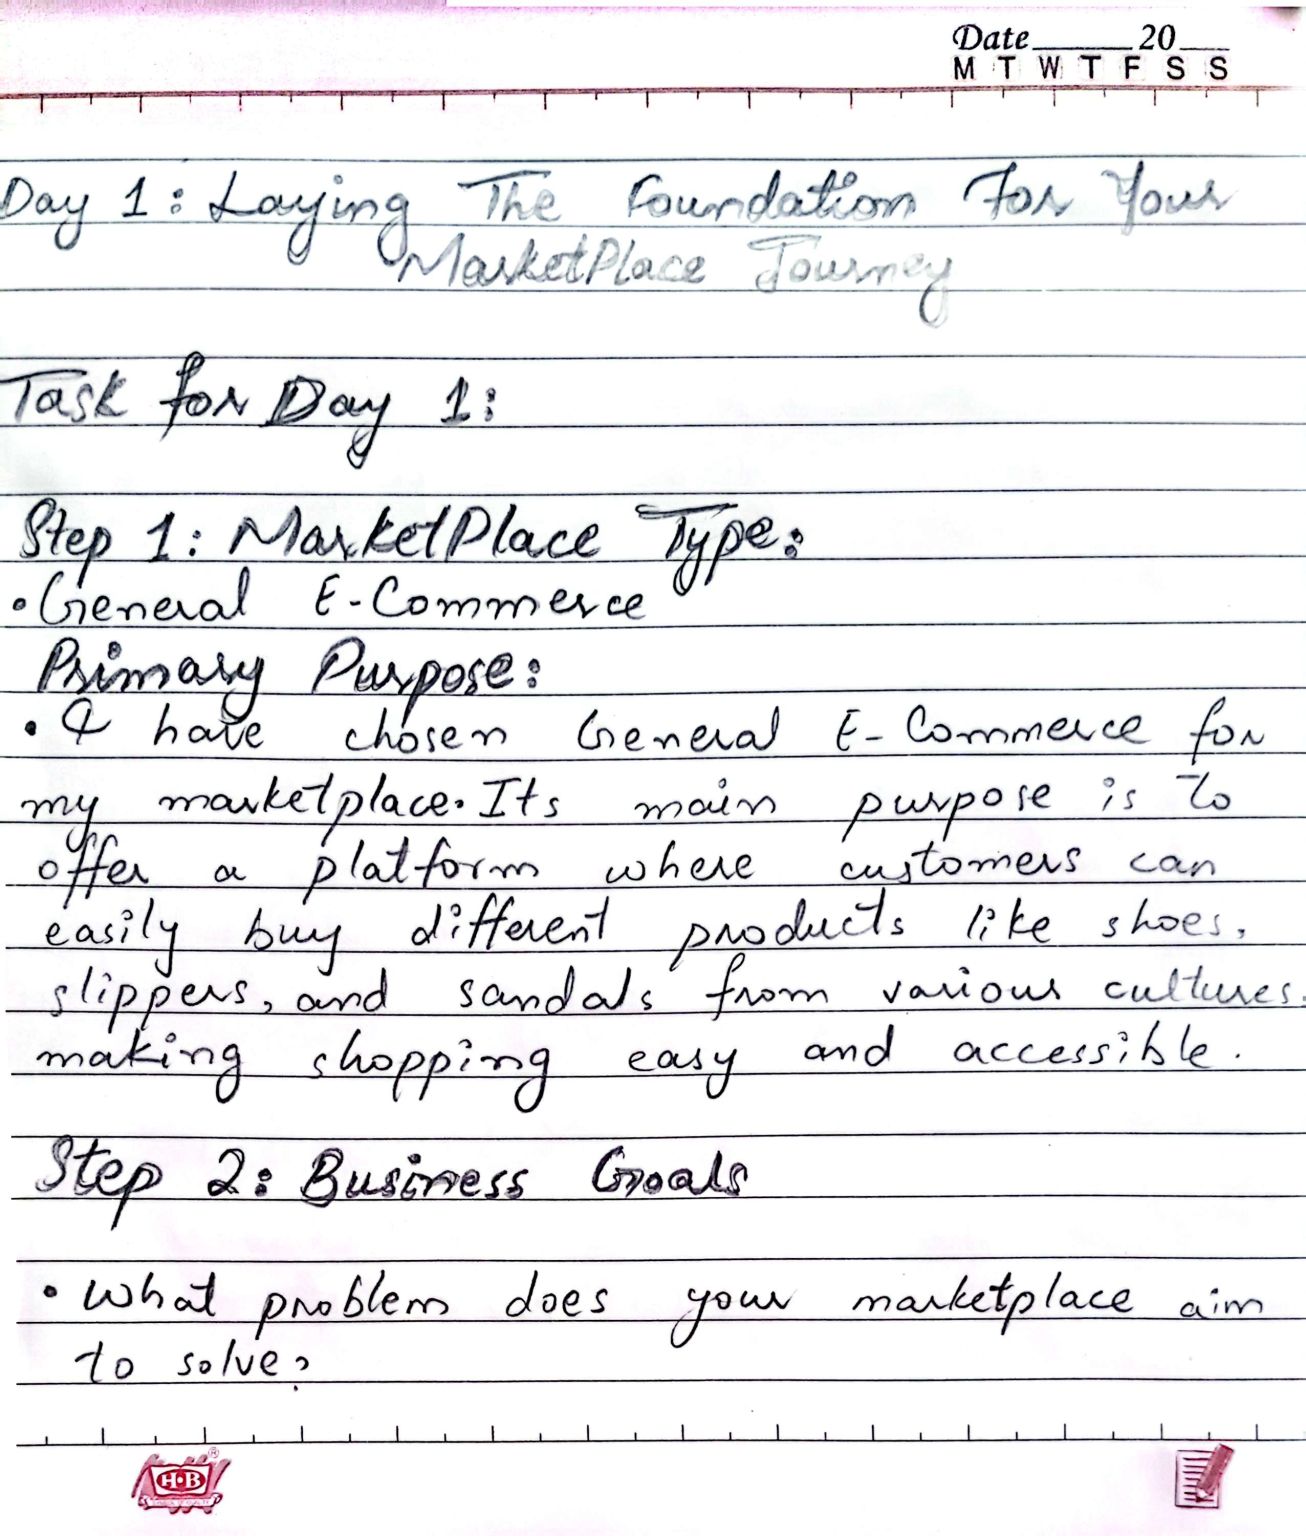 Date 20
M T W T F S S
Day 1: Laying The Foundation For Your
MarketPlace Journey
Task for Day 1:
Step 1: MarketPlace Type:
• General E-Commerce
Primary Purpose:
• I have chosen General E-Commerce for
my marketplace. Its main purpose is to
offer a platform where customers can
easily buy different products like shoes,
slippers, and sandals from various cultures.
making shopping easy and accessible.
Step 2: Business Goals
• What problem does your marketplace aim
to solve?
H·B